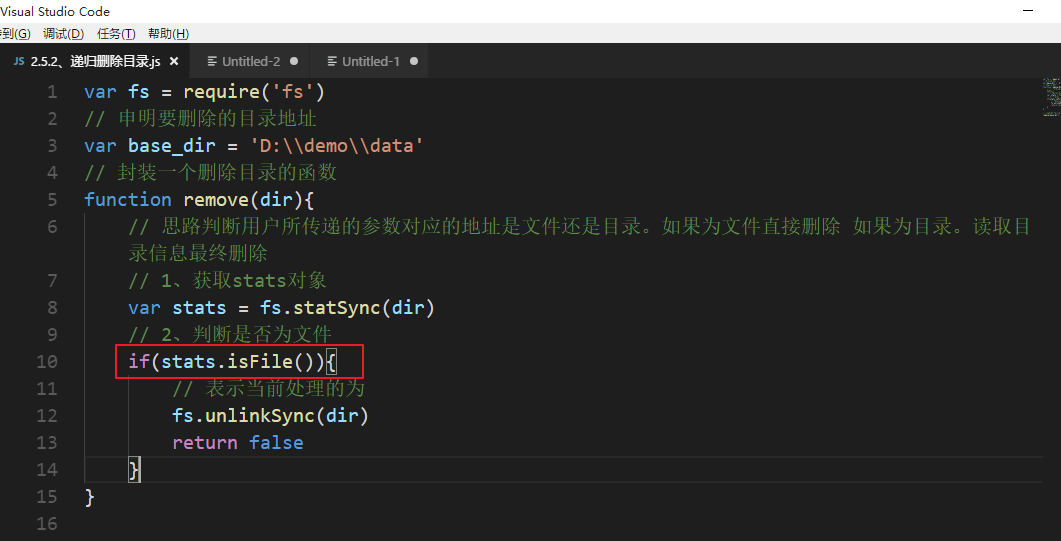 Visual Studio Code
到(G) 调试(D) 任务(T) 帮助(H)
JS 2.5.2、递归删除目录.js × Untitled-2 ● Untitled-1 ●
1 var fs = require('fs')
2 // 申明要删除的目录地址
3 var base_dir = 'D:\\demo\\data'
4 // 封装一个删除目录的函数
5 function remove(dir){
6 // 思路判断用户所传递的参数对应的地址是文件还是目录。如果为文件直接删除 如果为目录。读取目
录信息最终删除
7 // 1、获取stats对象
8 var stats = fs.statSync(dir)
9 // 2、判断是否为文件
10 if(stats.isFile()){
11 // 表示当前处理的为
12 fs.unlinkSync(dir)
13 return false
14 }
15 }
16